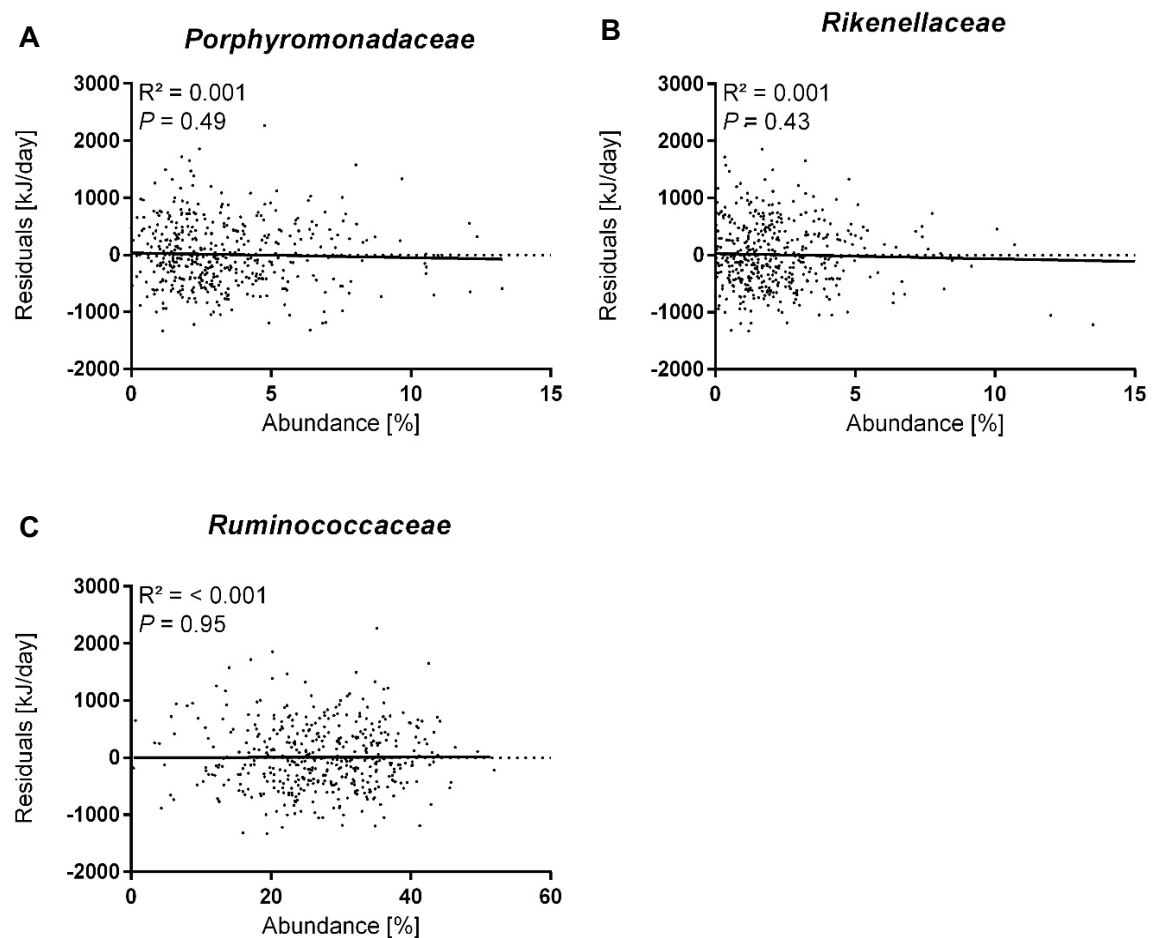 A
Porphyromonadaceae
R² = 0.001
P = 0.49
3000
2000
1000
0
-1000
-2000
Residuals [kJ/day]
0 5 10 15
Abundance [%]
B
Rikenellaceae
R² = 0.001
P = 0.43
3000
2000
1000
0
-1000
-2000
Residuals [kJ/day]
0 5 10 15
Abundance [%]
C
Ruminococcaceae
R² = < 0.001
P = 0.95
3000
2000
1000
0
-1000
-2000
Residuals [kJ/day]
0 20 40 60
Abundance [%]